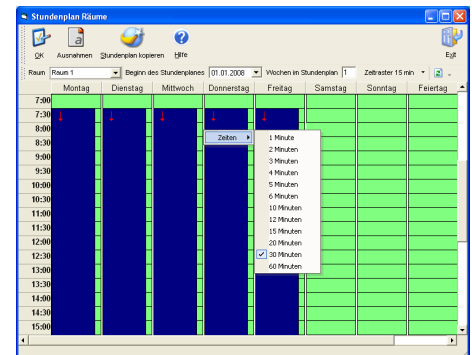 Stundenplan Räume
OK Ausnahmen Stundenplan kopieren Hilfe Exit
Raum Raum 1 Beginn des Stundenplanes 01.01.2008 Wochen im Stundenplan 1 Zeitraster 15 min
Montag Dienstag Mittwoch Donnerstag Freitag Samstag Sonntag Feiertag
7:00
7:30
8:00
8:30
9:00
9:30
10:00
10:30
11:00
11:30
12:00
12:30
13:00
13:30
14:00
14:30
15:00
Zeiten
1 Minute
2 Minuten
3 Minuten
4 Minuten
5 Minuten
6 Minuten
10 Minuten
12 Minuten
15 Minuten
20 Minuten
30 Minuten
60 Minuten